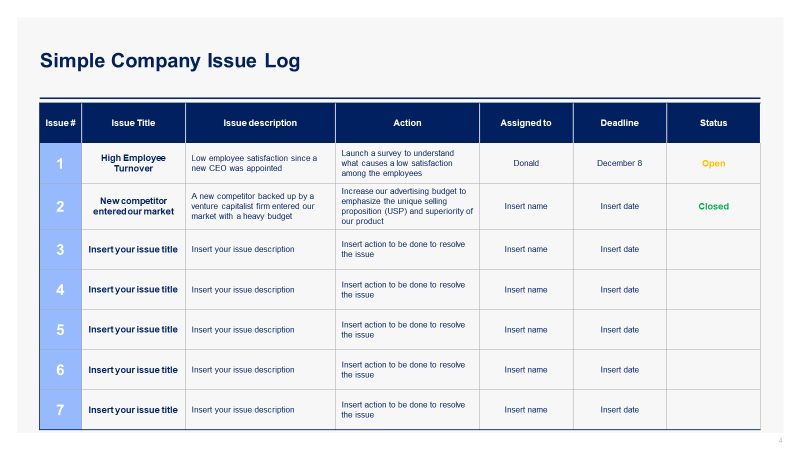 Simple Company Issue Log
Issue # Issue Title Issue description Action Assigned to Deadline Status
1
High Employee
Turnover
Low employee satisfaction since a
new CEO was appointed
Launch a survey to understand
what causes a low satisfaction
among the employees
Donald
December 8
Open
2
New competitor
entered our market
A new competitor backed up by a
venture capitalist firm entered our
market with a heavy budget
Increase our advertising budget to
emphasize the unique selling
proposition (USP) and superiority of
our product
Insert name
Insert date
Closed
3
Insert your issue title
Insert your issue description
Insert action to be done to resolve
the issue
Insert name
Insert date
4
Insert your issue title
Insert your issue description
Insert action to be done to resolve
the issue
Insert name
Insert date
5
Insert your issue title
Insert your issue description
Insert action to be done to resolve
the issue
Insert name
Insert date
6
Insert your issue title
Insert your issue description
Insert action to be done to resolve
the issue
Insert name
Insert date
7
Insert your issue title
Insert your issue description
Insert action to be done to resolve
the issue
Insert name
Insert date
4